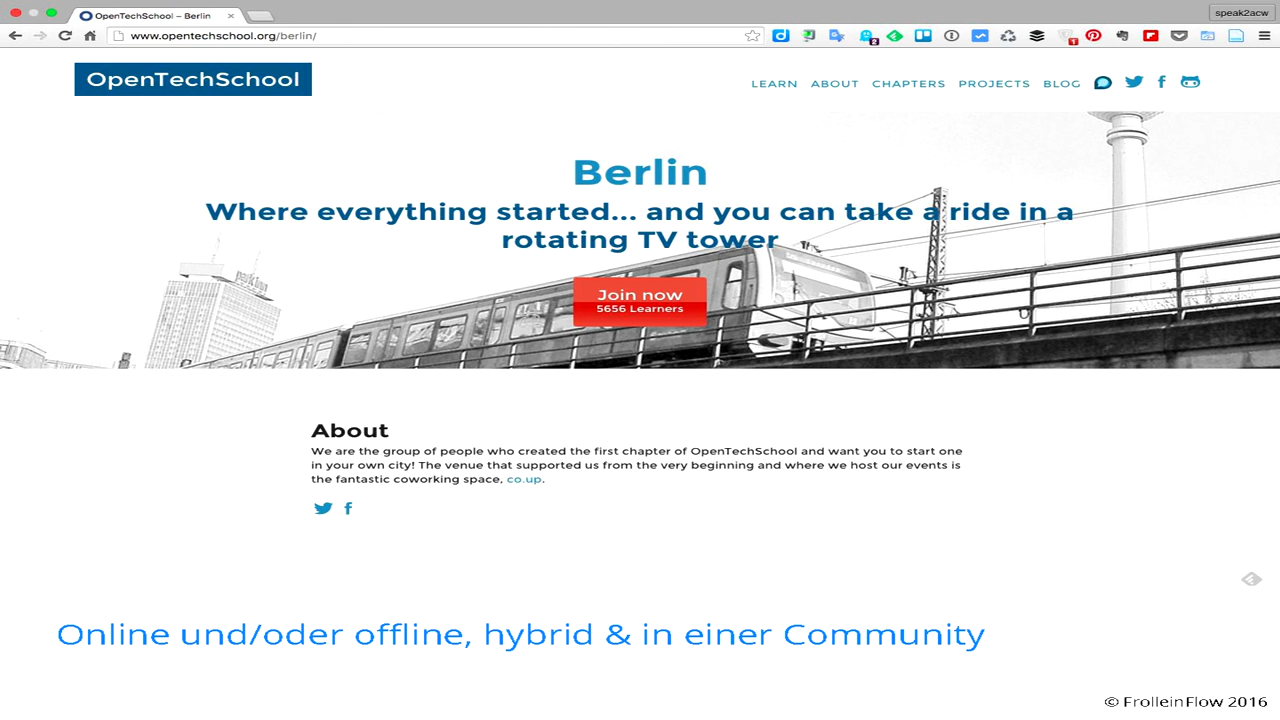 OpenTechSchool – Berlin
speak2acw
www.opentechschool.org/berlin/
2
1
OpenTechSchool
LEARN ABOUT CHAPTERS PROJECTS BLOG
Berlin
Where everything started... and you can take a ride in a
rotating TV tower
Join now
5656 Learners
About
We are the group of people who created the first chapter of OpenTechSchool and want you to start one
in your own city! The venue that supported us from the very beginning and where we host our events is
the fantastic coworking space, co.up.
Online und/oder offline, hybrid & in einer Community
© FrolleinFlow 2016